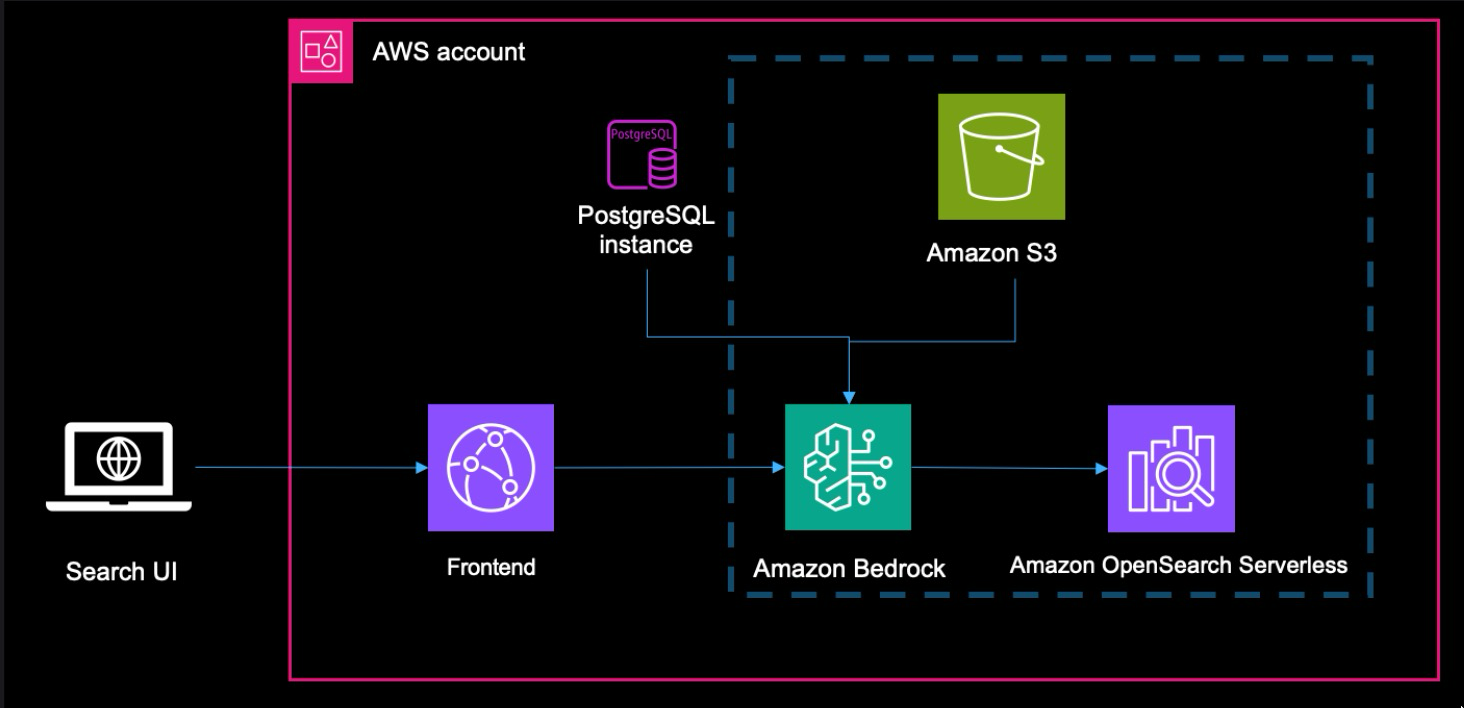 AWS account
PostgreSQL
PostgreSQL
instance
Amazon S3
Search UI
Frontend
Amazon Bedrock
Amazon OpenSearch Serverless